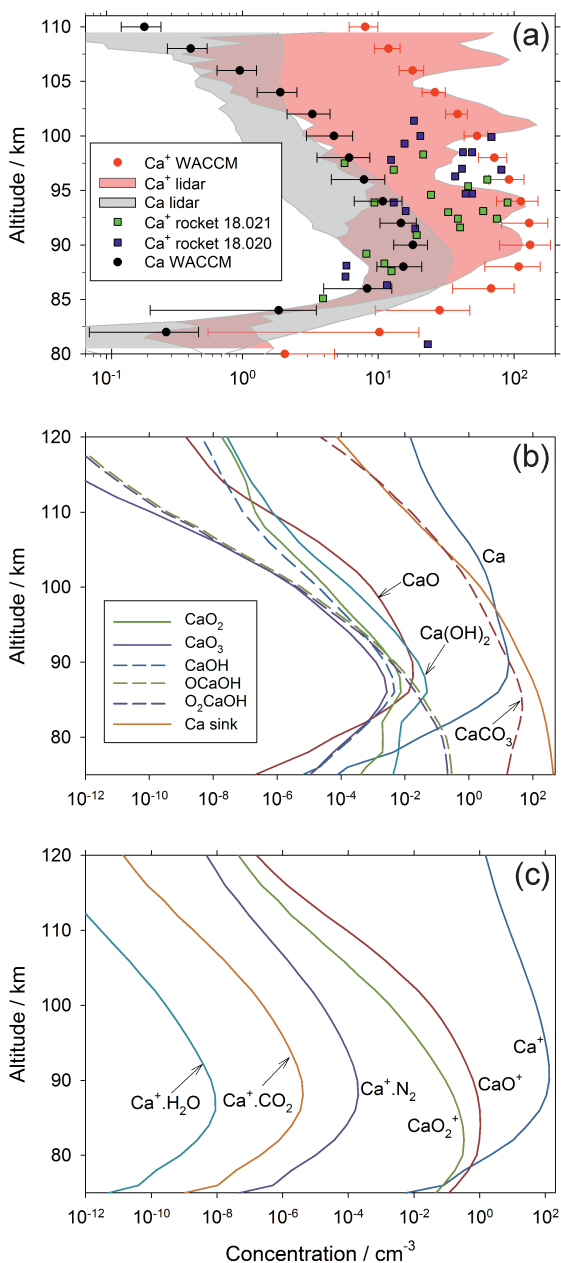 110
(a)
105
100
95
90
85
80
Altitude / km
Ca⁺ WACCM
Ca⁺ lidar
Ca lidar
Ca⁺ rocket 18.021
Ca⁺ rocket 18.020
Ca WACCM
10⁻¹ 10⁰ 10¹ 10²
120
(b)
110
100
90
80
Altitude / km
Ca
CaO
Ca(OH)₂
CaCO₃
CaO₂
CaO₃
CaOH
OCaOH
O₂CaOH
Ca sink
10⁻¹² 10⁻¹⁰ 10⁻⁸ 10⁻⁶ 10⁻⁴ 10⁻² 10⁰ 10²
120
(c)
110
100
90
80
Altitude / km
Ca⁺
CaO⁺
Ca⁺.H₂O
Ca⁺.CO₂
Ca⁺.N₂
CaO₂⁺
10⁻¹² 10⁻¹⁰ 10⁻⁸ 10⁻⁶ 10⁻⁴ 10⁻² 10⁰ 10²
Concentration / cm⁻³